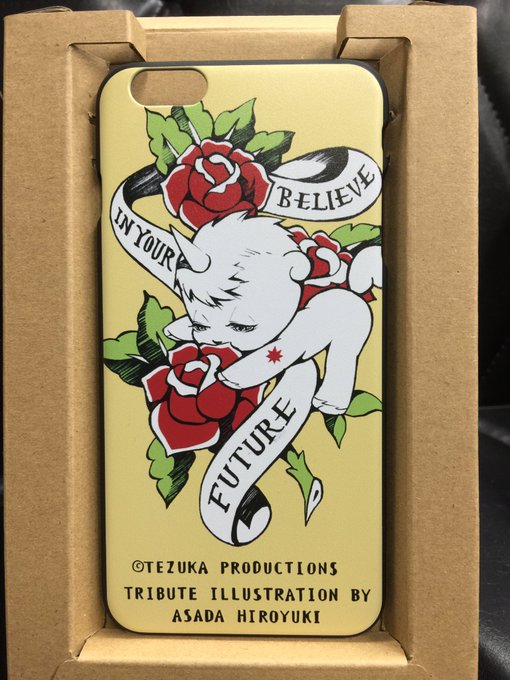 BELIEVE
IN YOUR
FUTURE
©TEZUKA PRODUCTIONS
TRIBUTE ILLUSTRATION BY
ASADA HIROYUKI